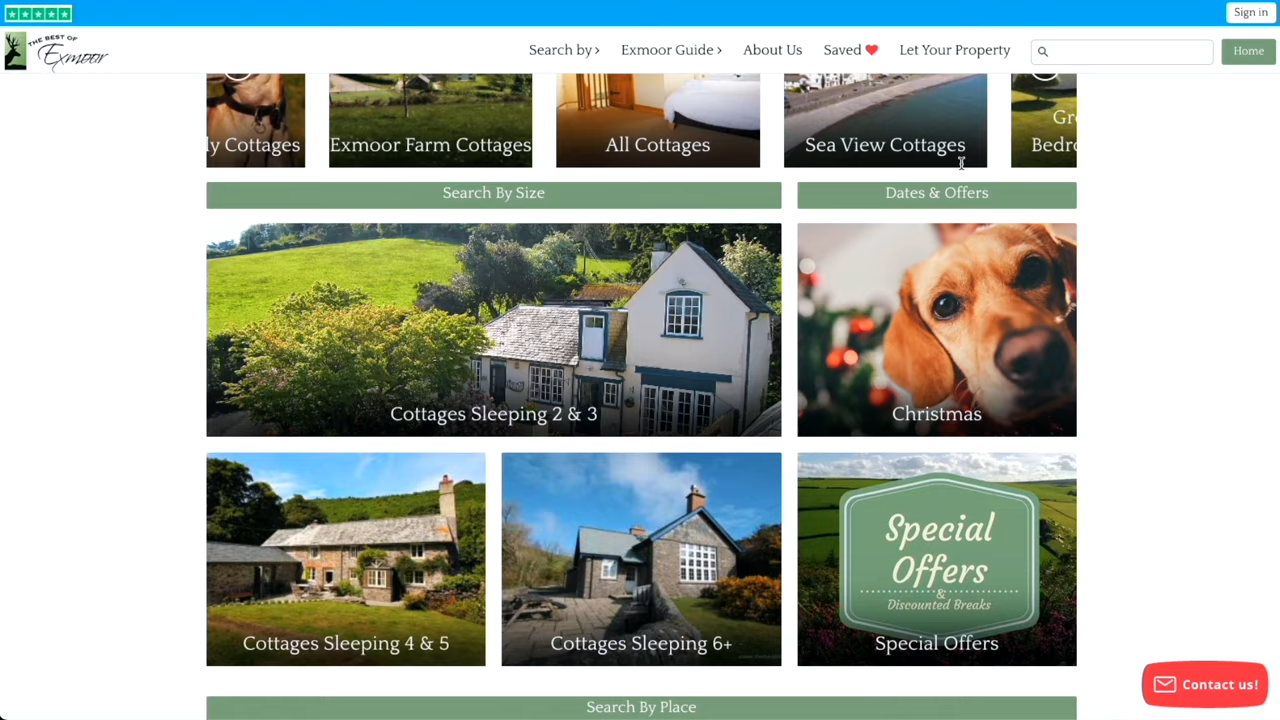 Sign in
THE BEST OF
Exmoor
Search by ›
Exmoor Guide ›
About Us
Saved
Let Your Property
Home
ly Cottages
Exmoor Farm Cottages
All Cottages
Sea View Cottages
Gr
Bedro
Search By Size
Dates & Offers
Cottages Sleeping 2 & 3
Christmas
Cottages Sleeping 4 & 5
Cottages Sleeping 6+
Special
Offers
&
Discounted Breaks
Special Offers
Contact us!
Search By Place